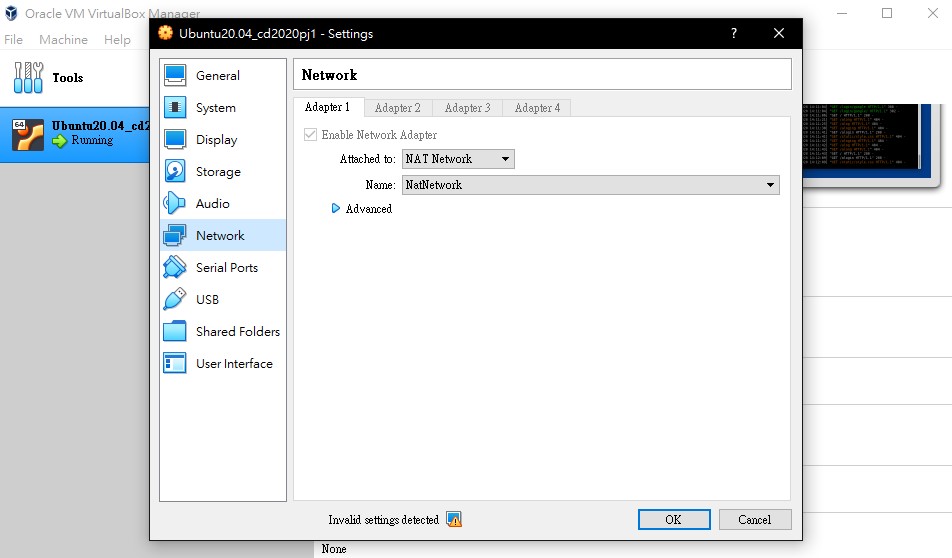 Oracle VM VirtualBox Manager
File Machine Help
Tools
64
Ubuntu20.04_cd2
Running
Ubuntu20.04_cd2020pj1 - Settings
?
General
System
Display
Storage
Audio
Network
Serial Ports
USB
Shared Folders
User Interface
Network
Adapter 1 Adapter 2 Adapter 3 Adapter 4
Enable Network Adapter
Attached to: NAT Network
Name: NatNetwork
Advanced
Invalid settings detected
OK Cancel
None